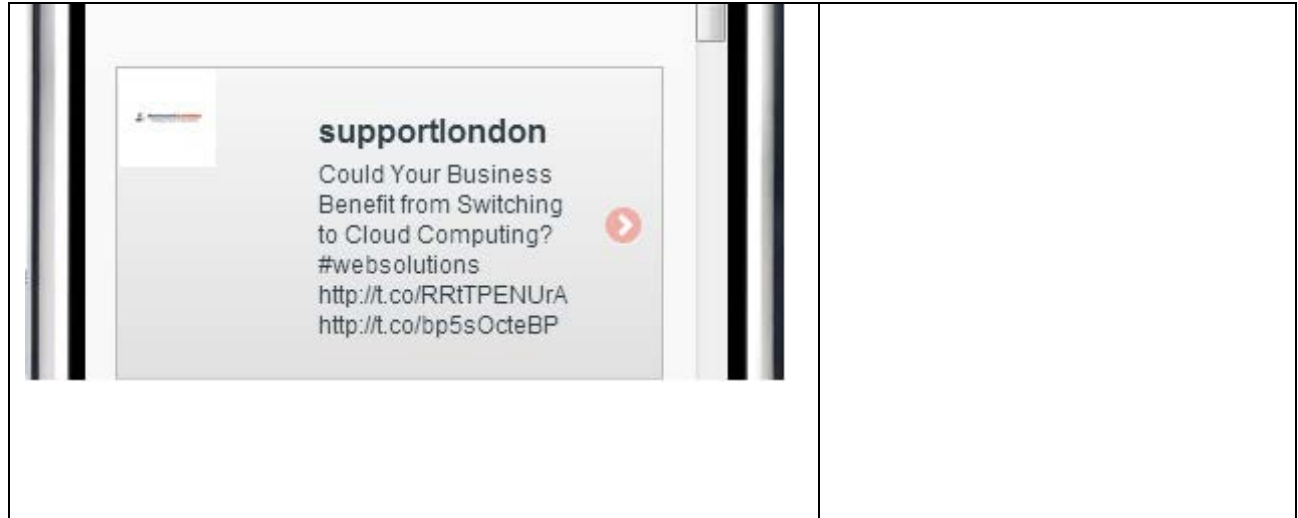 supportlondon
Could Your Business
Benefit from Switching
to Cloud Computing?
#websolutions
http://t.co/RRtTPENUrA
http://t.co/bp5sOcteBP